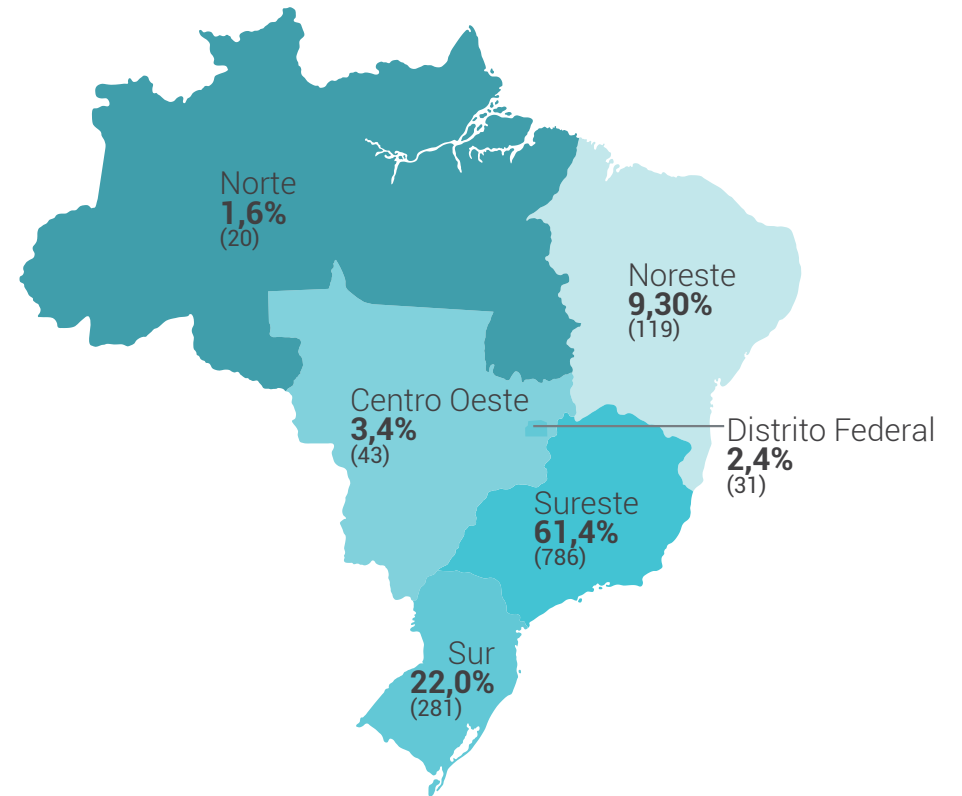 Norte
1,6%
(20)
Noreste
9,30%
(119)
Centro Oeste
3,4%
(43)
Distrito Federal
2,4%
(31)
Sureste
61,4%
(786)
Sur
22,0%
(281)